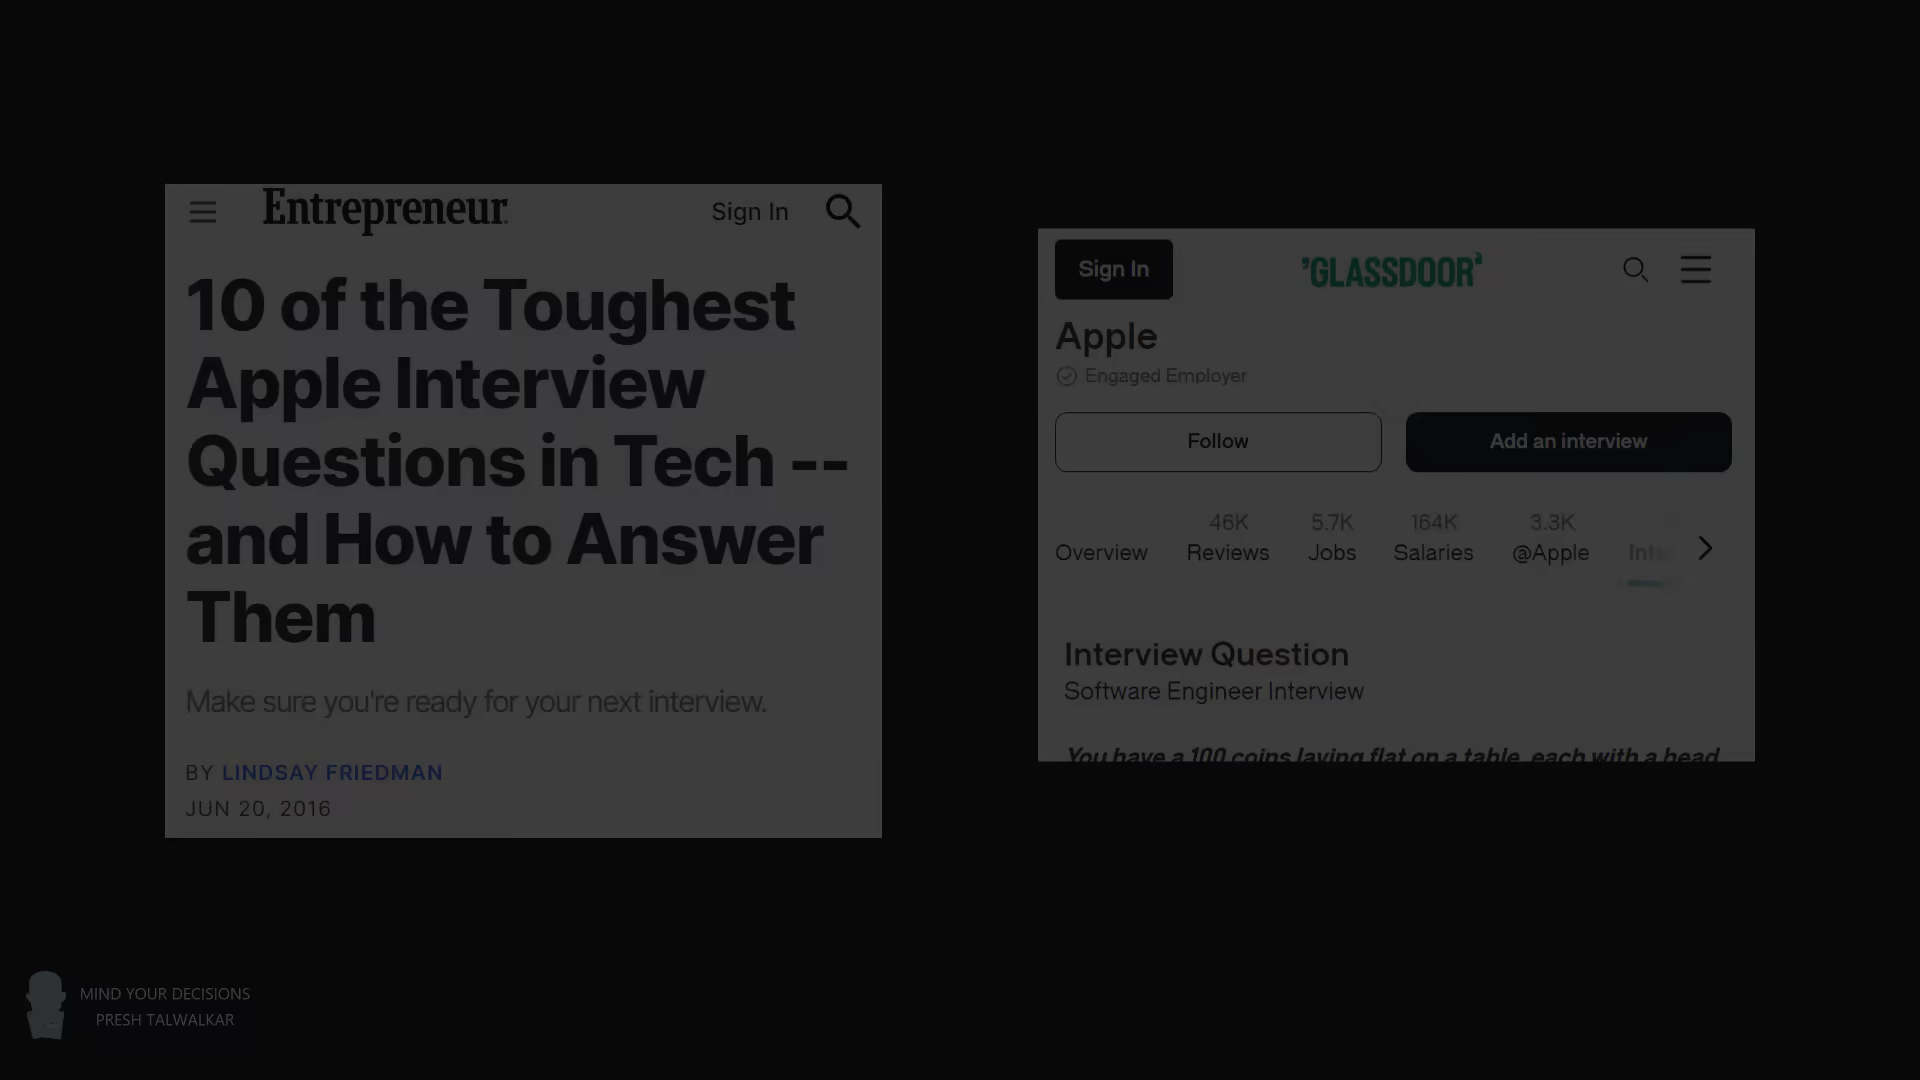 Entrepreneur
Sign In
10 of the Toughest
Apple Interview
Questions in Tech --
and How to Answer
Them
Make sure you're ready for your next interview.
BY LINDSAY FRIEDMAN
JUN 20, 2016
Sign In
'GLASSDOOR'
Apple
Engaged Employer
Follow
Add an interview
46K 5.7K 164K 3.3K
Overview Reviews Jobs Salaries @Apple
Interview Question
Software Engineer Interview
You have a 100 coins laying flat on a table, each with a head
MIND YOUR DECISIONS
PRESH TALWALKAR